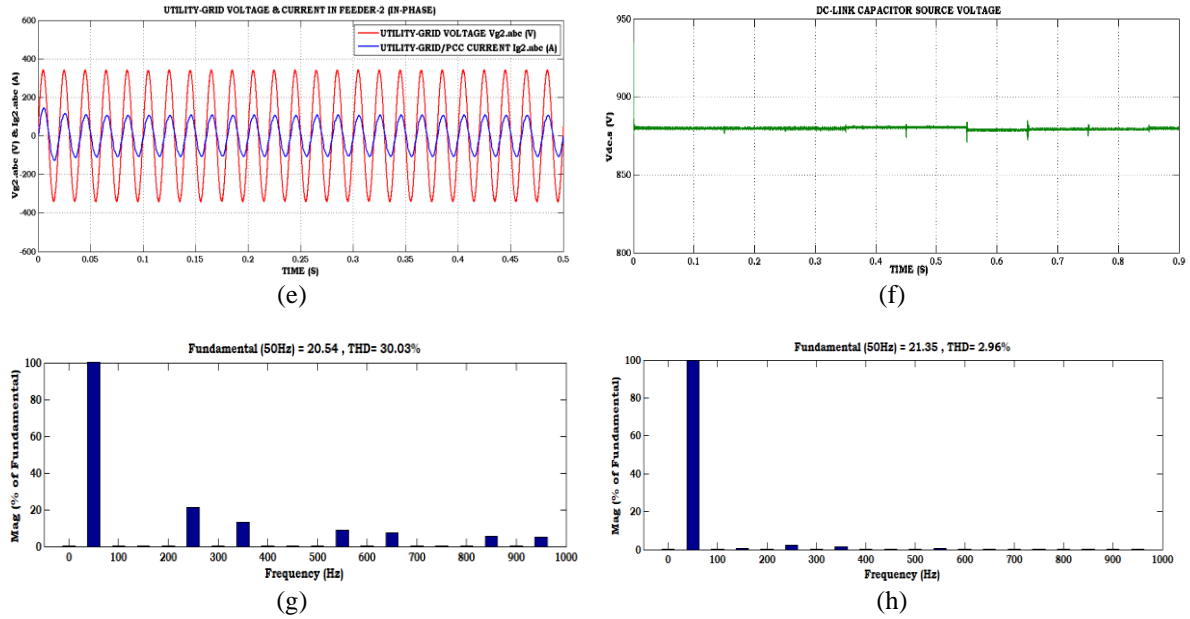 UTILITY-GRID VOLTAGE & CURRENT IN FEEDER-2 (IN-PHASE)
600
400
200
0
-200
-400
-600
Vg2.abc (V) & Ig2.abc (A)
UTILITY-GRID VOLTAGE Vg2.abc (V)
UTILITY-GRID/PCC CURRENT Ig2.abc (A)
0 0.05 0.1 0.15 0.2 0.25 0.3 0.35 0.4 0.45 0.5
TIME (S)
(e)
DC-LINK CAPACITOR SOURCE VOLTAGE
950
900
850
800
Vdc.s (V)
0 0.1 0.2 0.3 0.4 0.5 0.6 0.7 0.8 0.9
TIME (S)
(f)
Fundamental (50Hz) = 20.54 , THD= 30.03%
100
80
60
40
20
0
Mag (% of Fundamental)
0 100 200 300 400 500 600 700 800 900 1000
Frequency (Hz)
(g)
Fundamental (50Hz) = 21.35 , THD= 2.96%
100
80
60
40
20
0
Mag (% of Fundamental)
0 100 200 300 400 500 600 700 800 900 1000
Frequency (Hz)
(h)